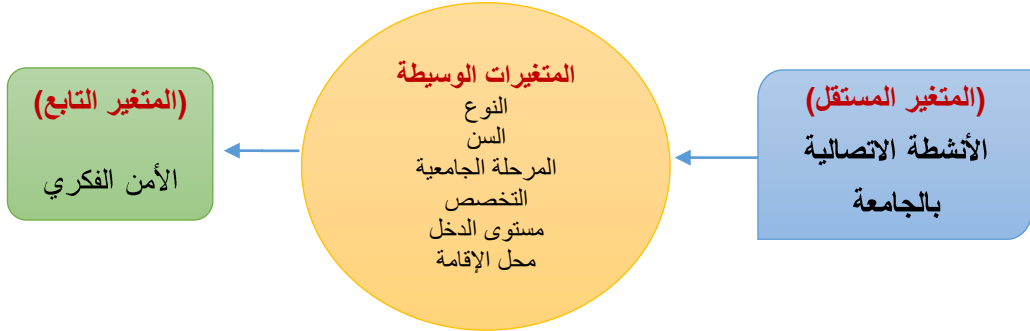 (المتغير المستقل)
الأنشطة الاتصالية
بالجامعة
المتغيرات الوسيطة
النوع
السن
المرحلة الجامعية
التخصص
مستوى الدخل
محل الإقامة
(المتغير التابع)
الأمن الفكري